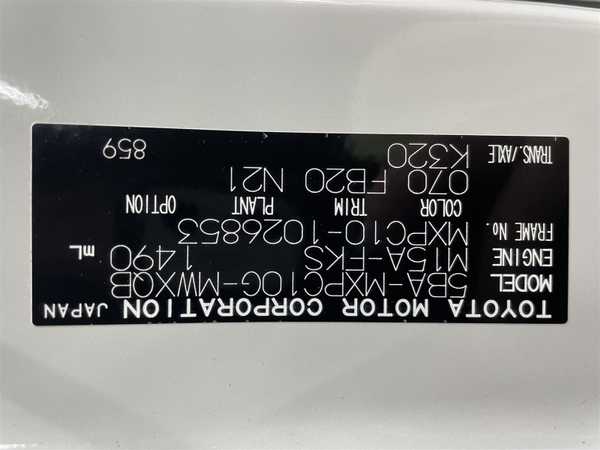 TOYOTA MOTOR CORPORATION JAPAN
MODEL 5BA-MXPC10G-MWXQB
ENGINE M15A-FKS 1490 mL
FRAME No. MXPC10-1026853
COLOR TRIM PLANT OPTION
070 FB20 N21
TRANS./AXLE K320 859